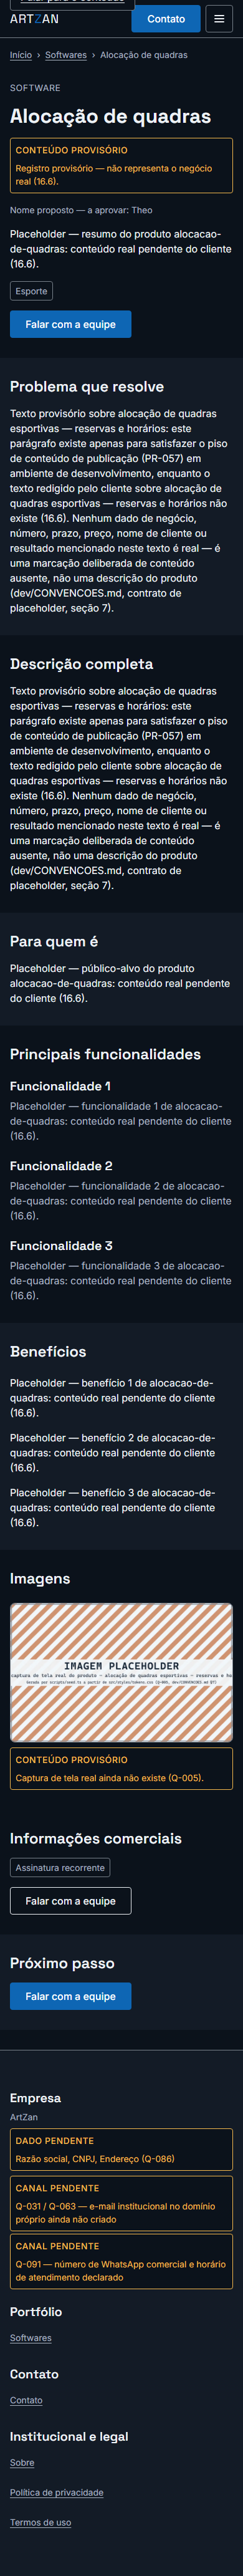 Pular para o conteúdo
ARTZAN
Contato
Início › Softwares › Alocação de quadras
SOFTWARE
Alocação de quadras
CONTEÚDO PROVISÓRIO
Registro provisório — não representa o negócio
real (16.6).
Nome proposto — a aprovar: Theo
Placeholder — resumo do produto alocacao-
de-quadras: conteúdo real pendente do cliente
(16.6).
Esporte
Falar com a equipe
Problema que resolve
Texto provisório sobre alocação de quadras
esportivas — reservas e horários: este
parágrafo existe apenas para satisfazer o piso
de conteúdo de publicação (PR-057) em
ambiente de desenvolvimento, enquanto o
texto redigido pelo cliente sobre alocação de
quadras esportivas — reservas e horários não
existe (16.6). Nenhum dado de negócio,
número, prazo, preço, nome de cliente ou
resultado mencionado neste texto é real — é
uma marcação deliberada de conteúdo
ausente, não uma descrição do produto
(dev/CONVENCOES.md, contrato de
placeholder, seção 7).
Descrição completa
Texto provisório sobre alocação de quadras
esportivas — reservas e horários: este
parágrafo existe apenas para satisfazer o piso
de conteúdo de publicação (PR-057) em
ambiente de desenvolvimento, enquanto o
texto redigido pelo cliente sobre alocação de
quadras esportivas — reservas e horários não
existe (16.6). Nenhum dado de negócio,
número, prazo, preço, nome de cliente ou
resultado mencionado neste texto é real — é
uma marcação deliberada de conteúdo
ausente, não uma descrição do produto
(dev/CONVENCOES.md, contrato de
placeholder, seção 7).
Para quem é
Placeholder — público-alvo do produto
alocacao-de-quadras: conteúdo real pendente
do cliente (16.6).
Principais funcionalidades
Funcionalidade 1
Placeholder — funcionalidade 1 de alocacao-
de-quadras: conteúdo real pendente do cliente
(16.6).
Funcionalidade 2
Placeholder — funcionalidade 2 de alocacao-
de-quadras: conteúdo real pendente do cliente
(16.6).
Funcionalidade 3
Placeholder — funcionalidade 3 de alocacao-
de-quadras: conteúdo real pendente do cliente
(16.6).
Benefícios
Placeholder — benefício 1 de alocacao-de-
quadras: conteúdo real pendente do cliente
(16.6).
Placeholder — benefício 2 de alocacao-de-
quadras: conteúdo real pendente do cliente
(16.6).
Placeholder — benefício 3 de alocacao-de-
quadras: conteúdo real pendente do cliente
(16.6).
Imagens
IMAGEM PLACEHOLDER
captura de tela real do produto — alocação de quadras esportivas — reservas e ho
CONTEÚDO PROVISÓRIO
Captura de tela real ainda não existe (Q-005).
Informações comerciais
Assinatura recorrente
Falar com a equipe
Próximo passo
Falar com a equipe
Empresa
ArtZan
DADO PENDENTE
Razão social, CNPJ, Endereço (Q-086)
CANAL PENDENTE
Q-031 / Q-063 — e-mail institucional no domínio
próprio ainda não criado
CANAL PENDENTE
Q-091 — número de WhatsApp comercial e horário
de atendimento declarado
Portfólio
Softwares
Contato
Contato
Institucional e legal
Sobre
Política de privacidade
Termos de uso